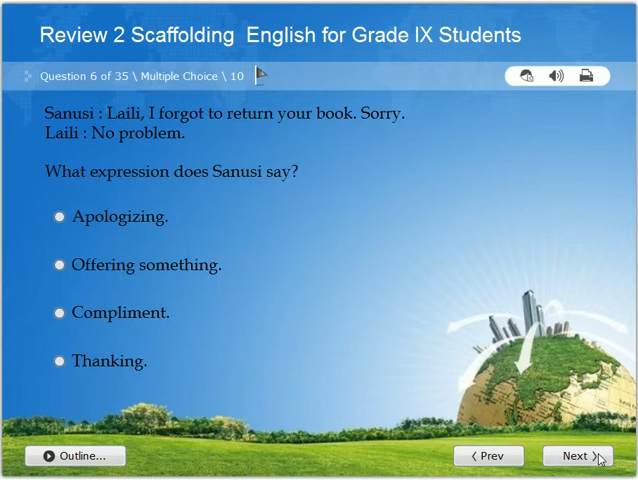 Review 2 Scaffolding English for Grade IX Students
Question 6 of 35 \ Multiple Choice \ 10
Sanusi : Laili, I forgot to return your book. Sorry.
Laili : No problem.
What expression does Sanusi say?
Apologizing.
Offering something.
Compliment.
Thanking.
Outline...
Prev
Next